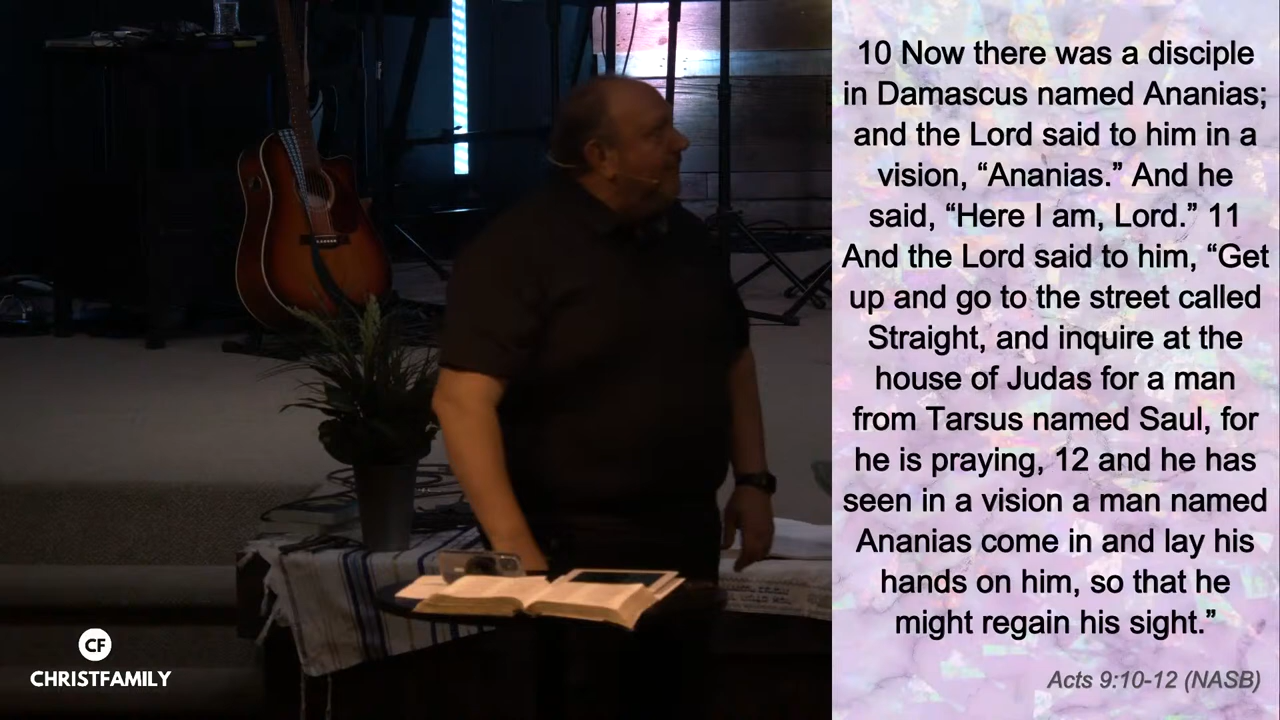 10 Now there was a disciple
in Damascus named Ananias;
and the Lord said to him in a
vision, “Ananias.” And he
said, “Here I am, Lord.” 11
And the Lord said to him, “Get
up and go to the street called
Straight, and inquire at the
house of Judas for a man
from Tarsus named Saul, for
he is praying, 12 and he has
seen in a vision a man named
Ananias come in and lay his
hands on him, so that he
might regain his sight.”
Acts 9:10-12 (NASB)
CF
CHRISTFAMILY